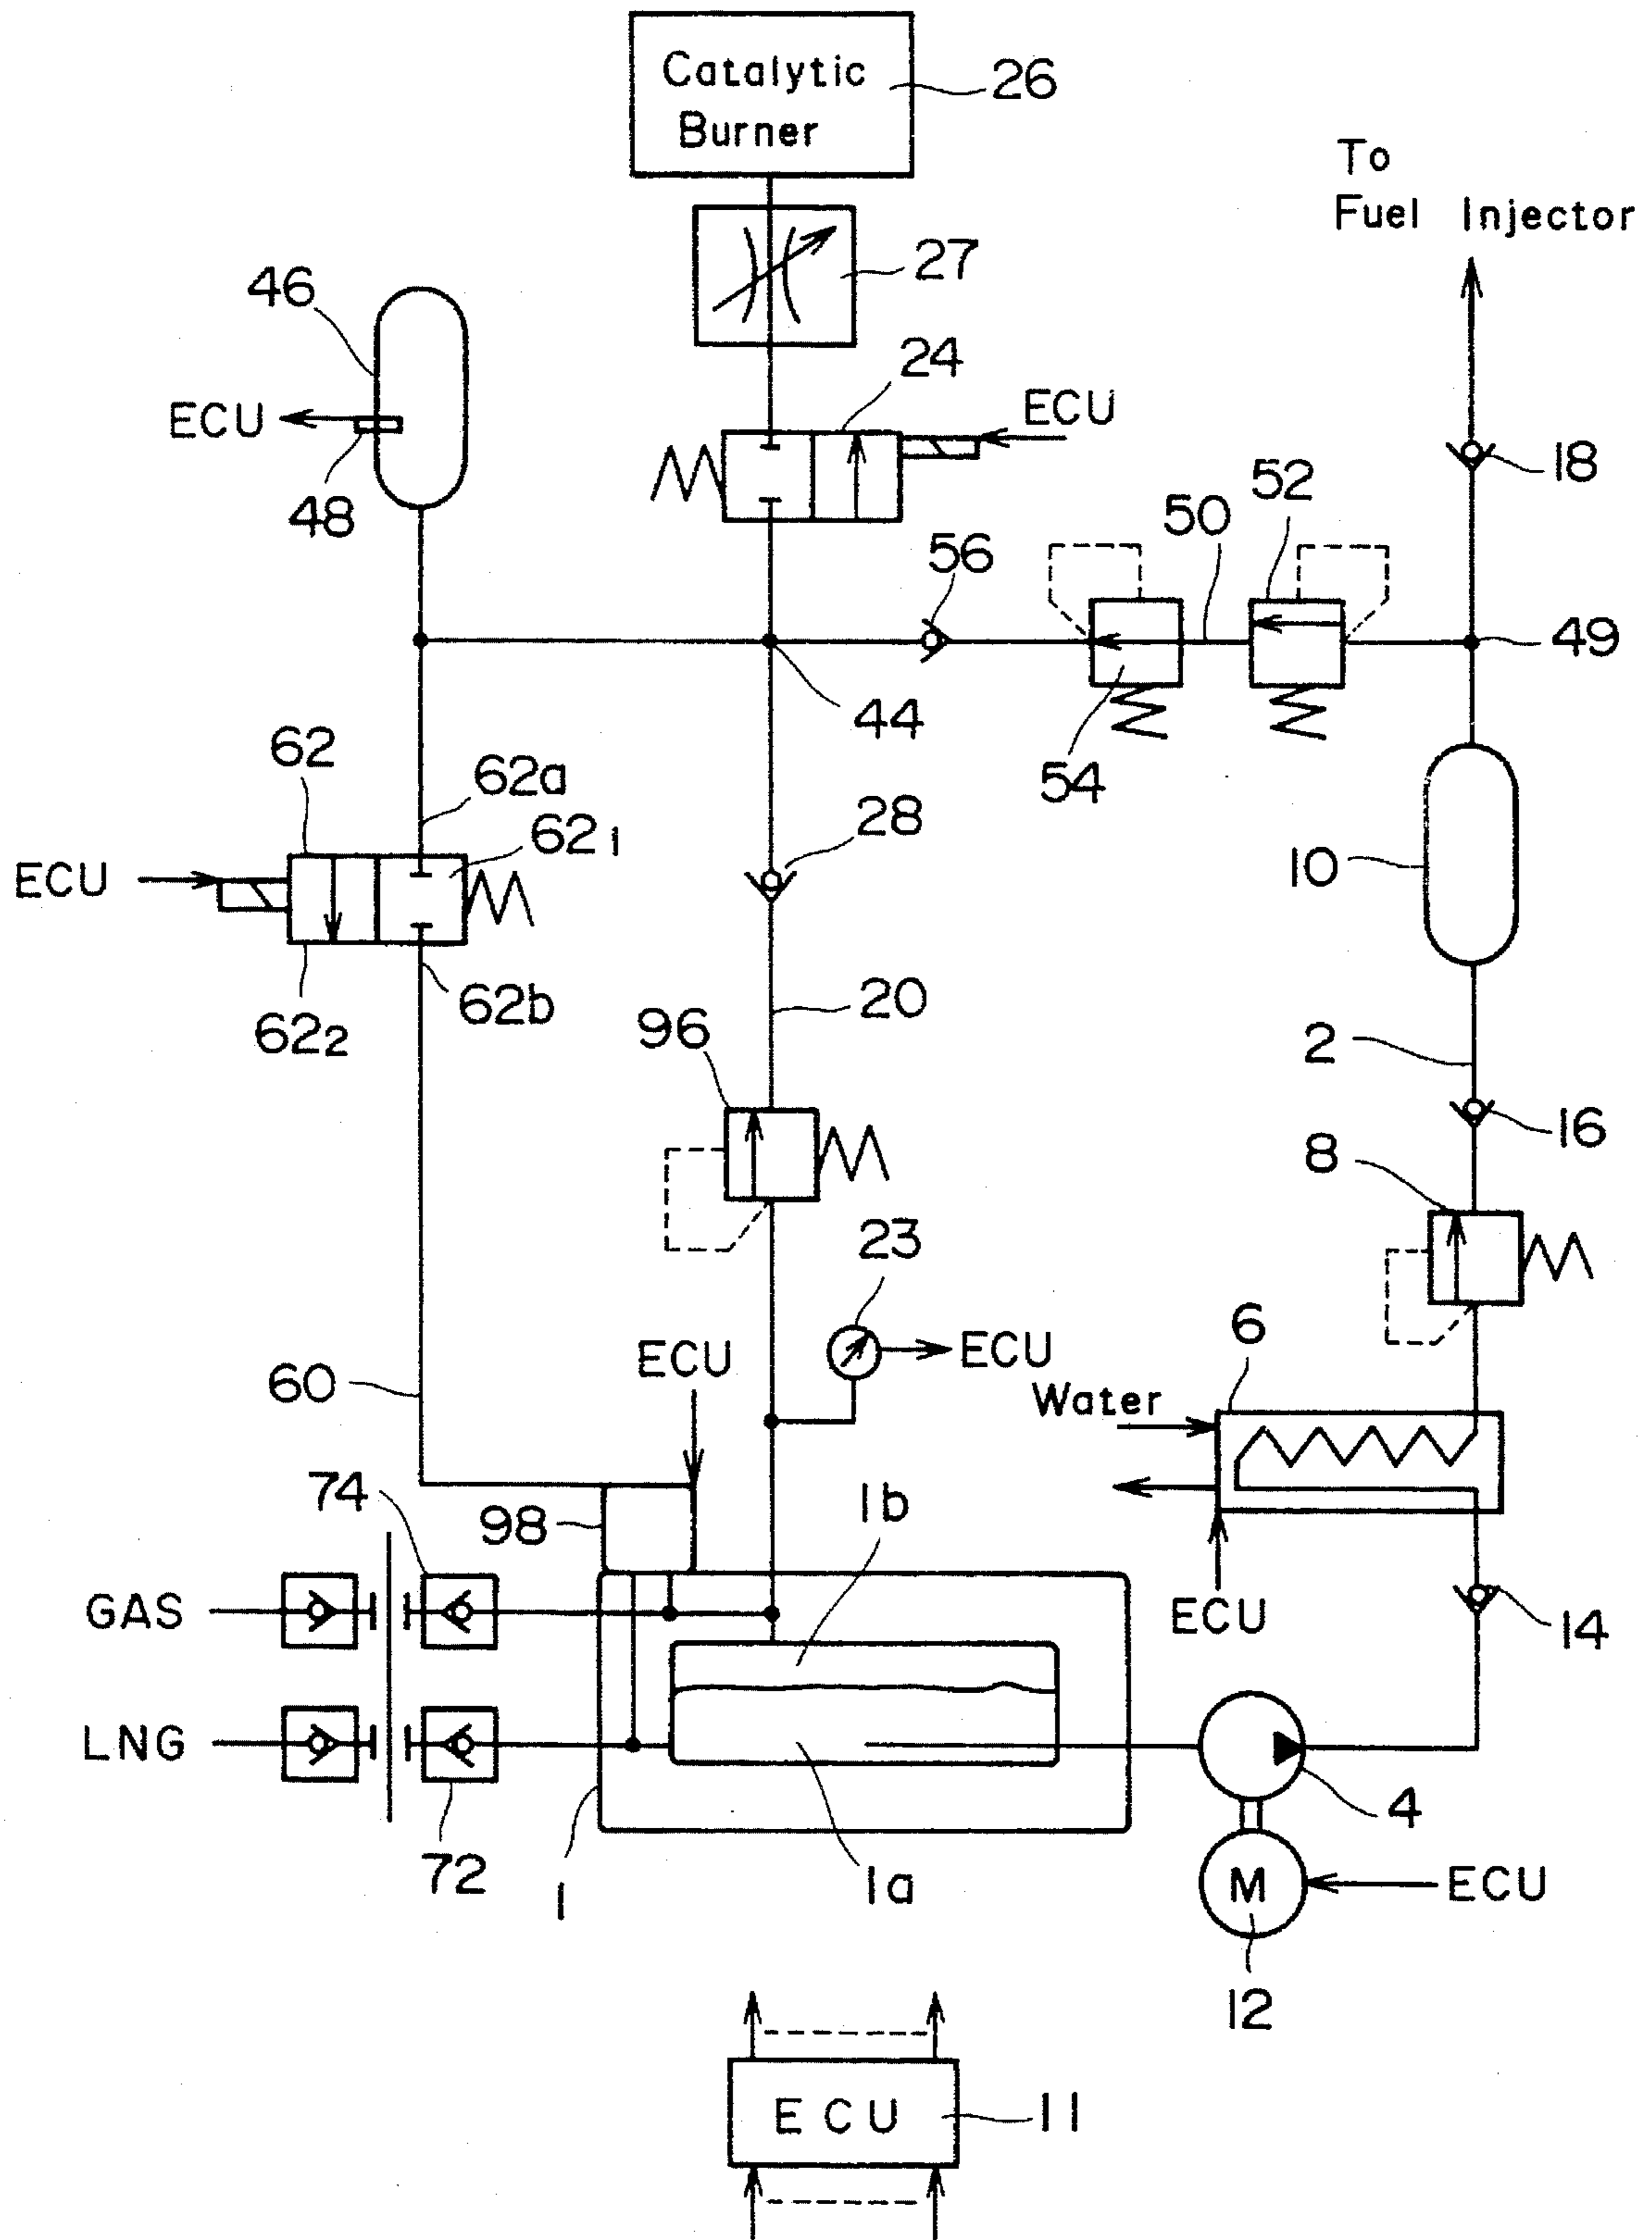 Catalytic
Burner
26
To
Fuel Injector
27
46
24
ECU
ECU
48
18
52
50
56
49
44
54
62
62a
62₁
28
ECU
10
62b
62₂
20
96
2
16
8
23
6
ECU
ECU
60
Water
74
98
1b
GAS
ECU
14
LNG
4
72
1
1a
M
ECU
12
ECU
11